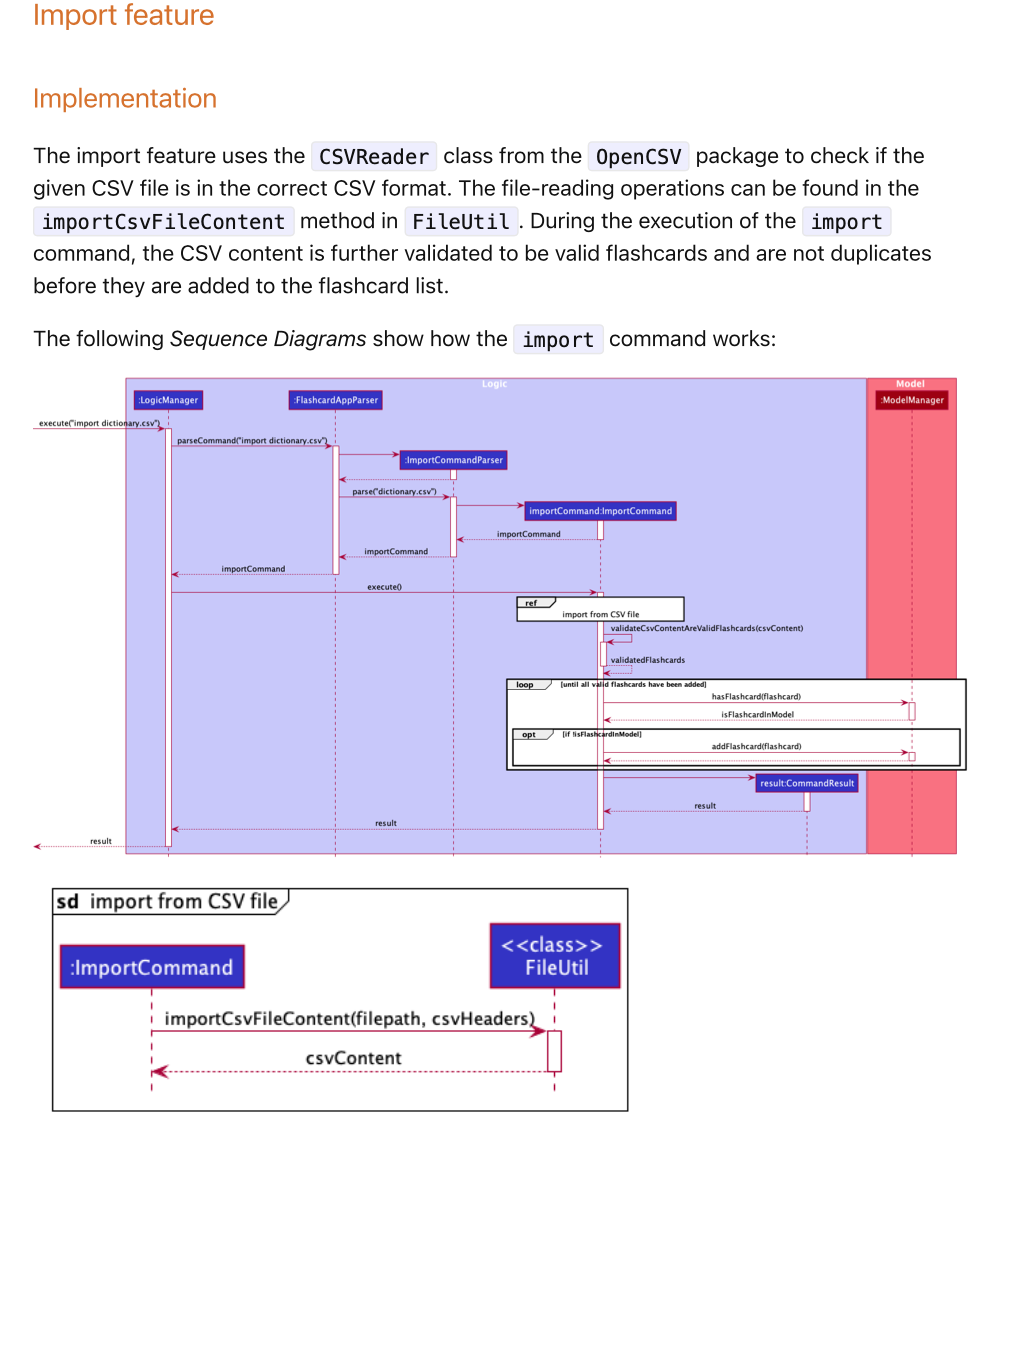 Import feature
Implementation
The import feature uses the CSVReader class from the OpenCSV package to check if the
given CSV file is in the correct CSV format. The file-reading operations can be found in the
importCsvFileContent method in FileUtil. During the execution of the import
command, the CSV content is further validated to be valid flashcards and are not duplicates
before they are added to the flashcard list.
The following Sequence Diagrams show how the import command works:
Logic
Model
:LogicManager
:FlashcardAppParser
:ModelManager
execute("import dictionary.csv")
parseCommand("import dictionary.csv")
:ImportCommandParser
parse("dictionary.csv")
importCommand:ImportCommand
importCommand
importCommand
importCommand
execute()
ref
import from CSV file
validateCsvContentAreValidFlashcards(csvContent)
validatedFlashcards
loop [until all valid flashcards have been added]
hasFlashcard(flashcard)
isFlashcardInModel
opt [if !isFlashcardInModel]
addFlashcard(flashcard)
result:CommandResult
result
result
result
sd import from CSV file
<<class>>
:ImportCommand FileUtil
importCsvFileContent(filepath, csvHeaders)
csvContent